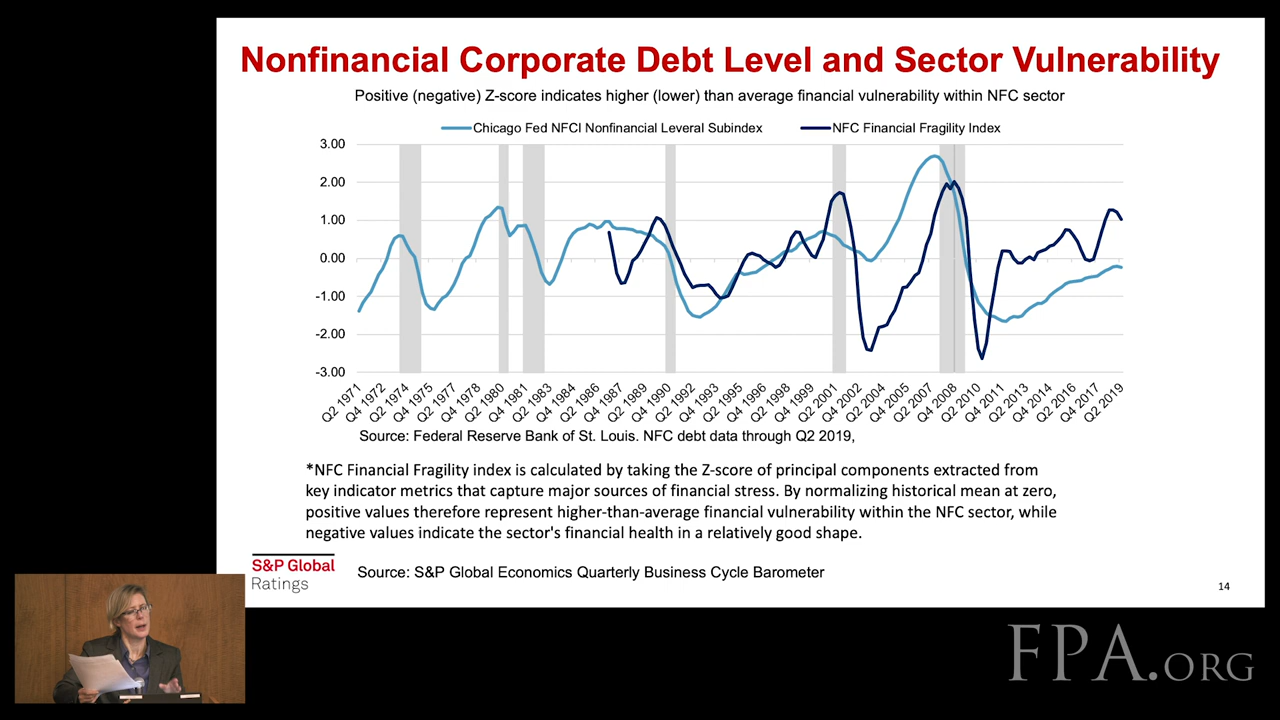 Nonfinancial Corporate Debt Level and Sector Vulnerability
Positive (negative) Z-score indicates higher (lower) than average financial vulnerability within NFC sector
Chicago Fed NFCI Nonfinancial Leveral Subindex
NFC Financial Fragility Index
3.00
2.00
1.00
0.00
-1.00
-2.00
-3.00
Q2 1971
Q4 1972
Q2 1974
Q4 1975
Q2 1977
Q4 1978
Q2 1980
Q4 1981
Q2 1983
Q4 1984
Q2 1986
Q4 1987
Q2 1989
Q4 1990
Q2 1992
Q4 1993
Q2 1995
Q4 1996
Q2 1998
Q4 1999
Q2 2001
Q4 2002
Q2 2004
Q4 2005
Q2 2007
Q4 2008
Q2 2010
Q4 2011
Q2 2013
Q4 2014
Q2 2016
Q4 2017
Q2 2019
Source: Federal Reserve Bank of St. Louis. NFC debt data through Q2 2019,
*NFC Financial Fragility index is calculated by taking the Z-score of principal components extracted from
key indicator metrics that capture major sources of financial stress. By normalizing historical mean at zero,
positive values therefore represent higher-than-average financial vulnerability within the NFC sector, while
negative values indicate the sector's financial health in a relatively good shape.
S&P Global
Ratings
Source: S&P Global Economics Quarterly Business Cycle Barometer
14
FPA.ORG